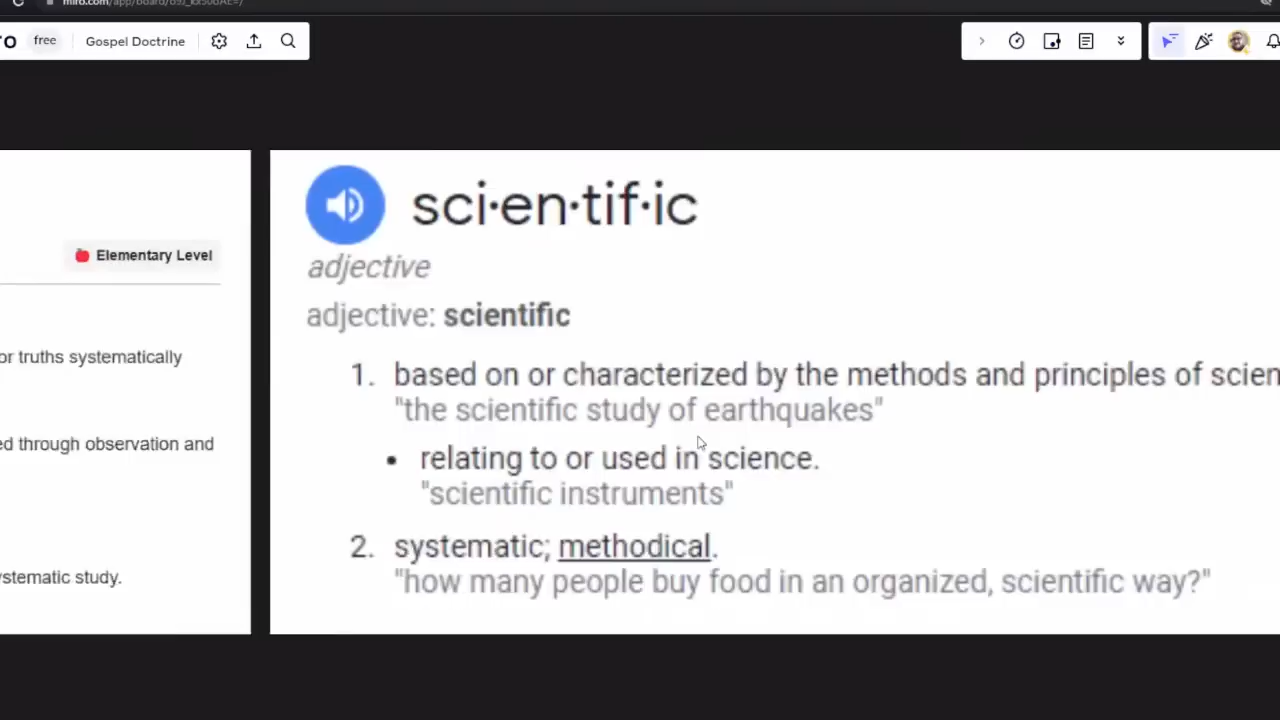 free
Gospel Doctrine
Elementary Level
or truths systematically
ed through observation and
systematic study.
sci·en·tif·ic
adjective
adjective: scientific
1. based on or characterized by the methods and principles of scien
"the scientific study of earthquakes"
• relating to or used in science.
"scientific instruments"
2. systematic; methodical.
"how many people buy food in an organized, scientific way?"